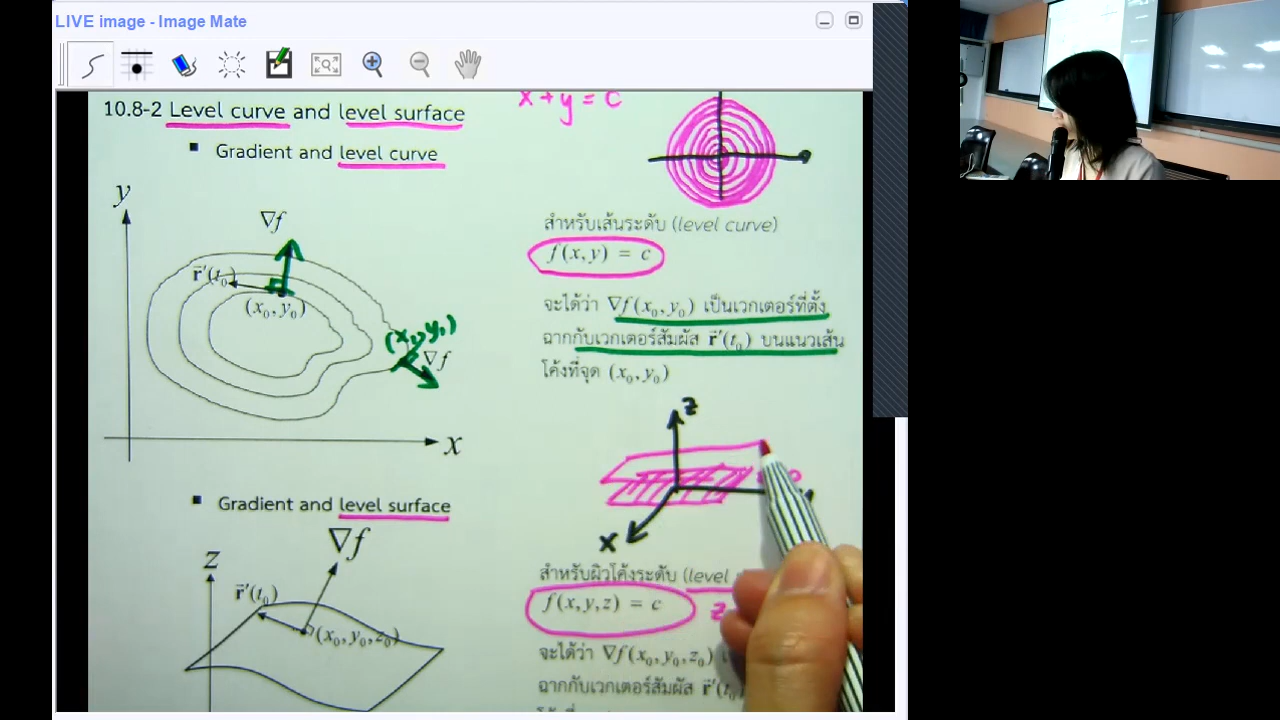 LIVE image - Image Mate
10.8-2 Level curve and level surface
▪ Gradient and level curve
y
∇f
r̄′(t₀)
(x₀, y₀)
(x₁, y₁)
∇f
x
▪ Gradient and level surface
∇f
z
r̄′(t₀)
(x₀, y₀, z₀)
x + y = c
สำหรับเส้นระดับ (level curve)
f(x, y) = c
จะได้ว่า ∇f(x₀, y₀) เป็นเวกเตอร์ที่ตั้ง
ฉากกับเวกเตอร์สัมผัส r̄′(t₀) บนแนวเส้น
โค้งที่จุด (x₀, y₀)
z
x
สำหรับผิวโค้งระดับ (level
f(x, y, z) = c
z
จะได้ว่า ∇f(x₀, y₀, z₀)
ฉากกับเวกเตอร์สัมผัส r̄′(t₀)